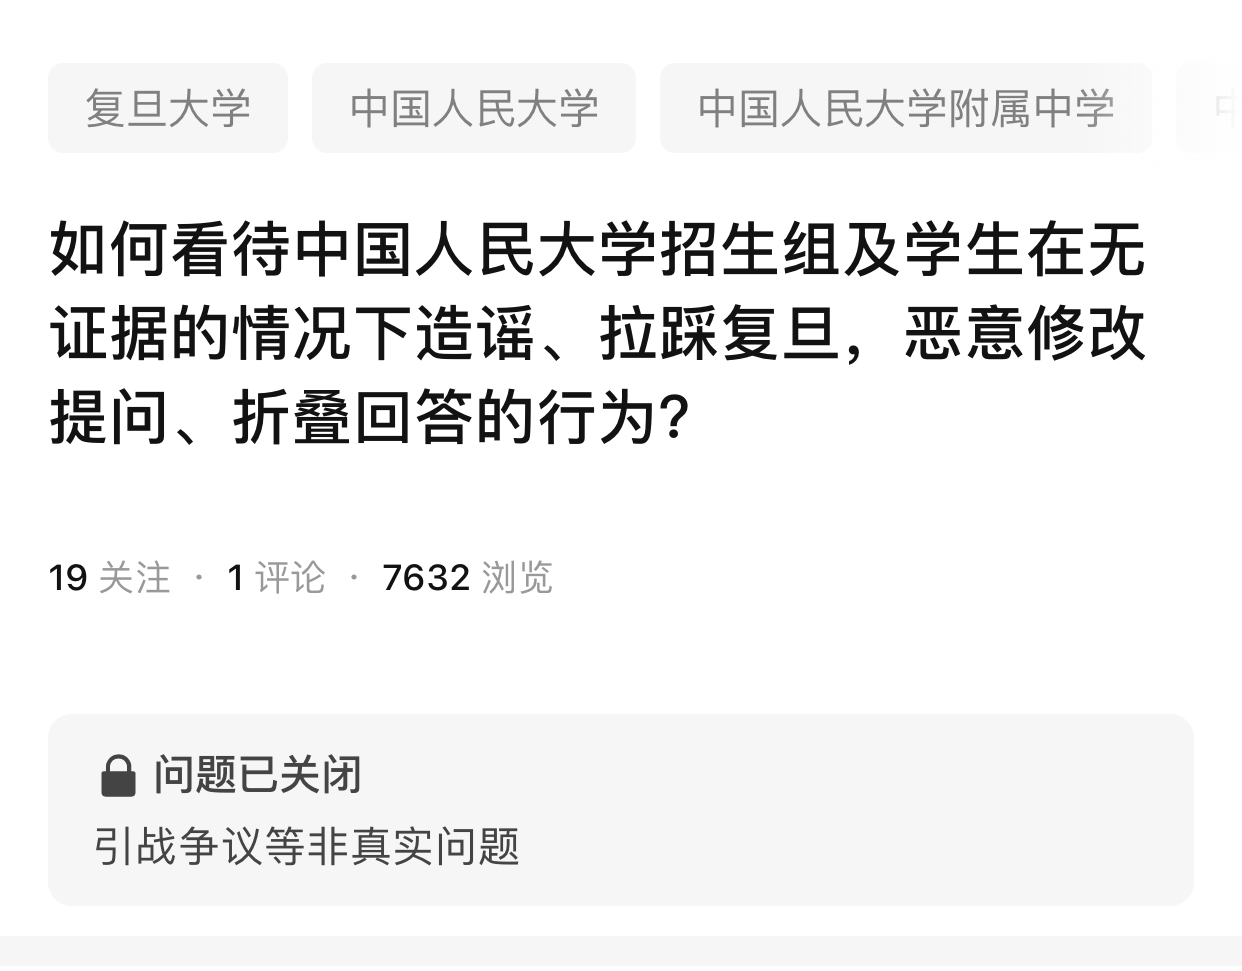 复旦大学 中国人民大学 中国人民大学附属中学 中
如何看待中国人民大学招生组及学生在无
证据的情况下造谣、拉踩复旦，恶意修改
提问、折叠回答的行为？
19 关注 · 1 评论 · 7632 浏览
问题已关闭
引战争议等非真实问题